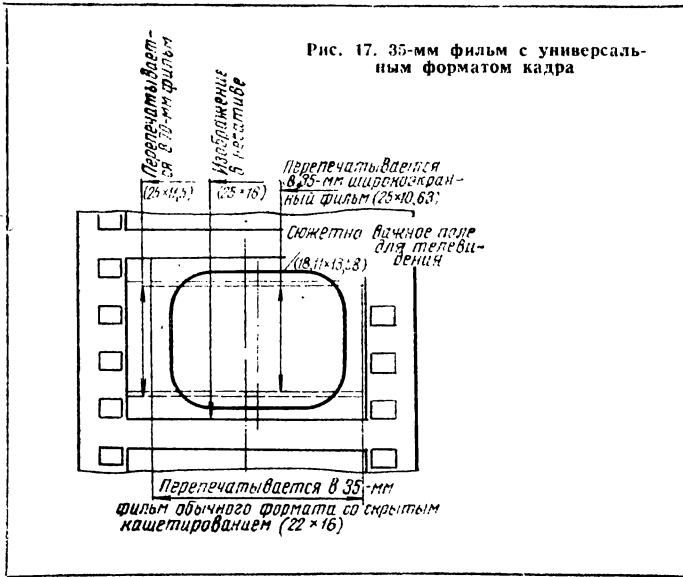 Рис. 17. 35-мм фильм с универсаль-
ным форматом кадра
Перепечатывает-
ся в 70-мм фильм
(25×11,5)
Изображение
в негативе
(25×16)
Перепечатывается
в 35-мм широкоэкран-
ный фильм (25×10,63)
Сюжетно важное поле
для телеви-
дения
(18,11×13,58)
Перепечатывается в 35-мм
фильм обычного формата со скрытым
кашетированием (22×16)